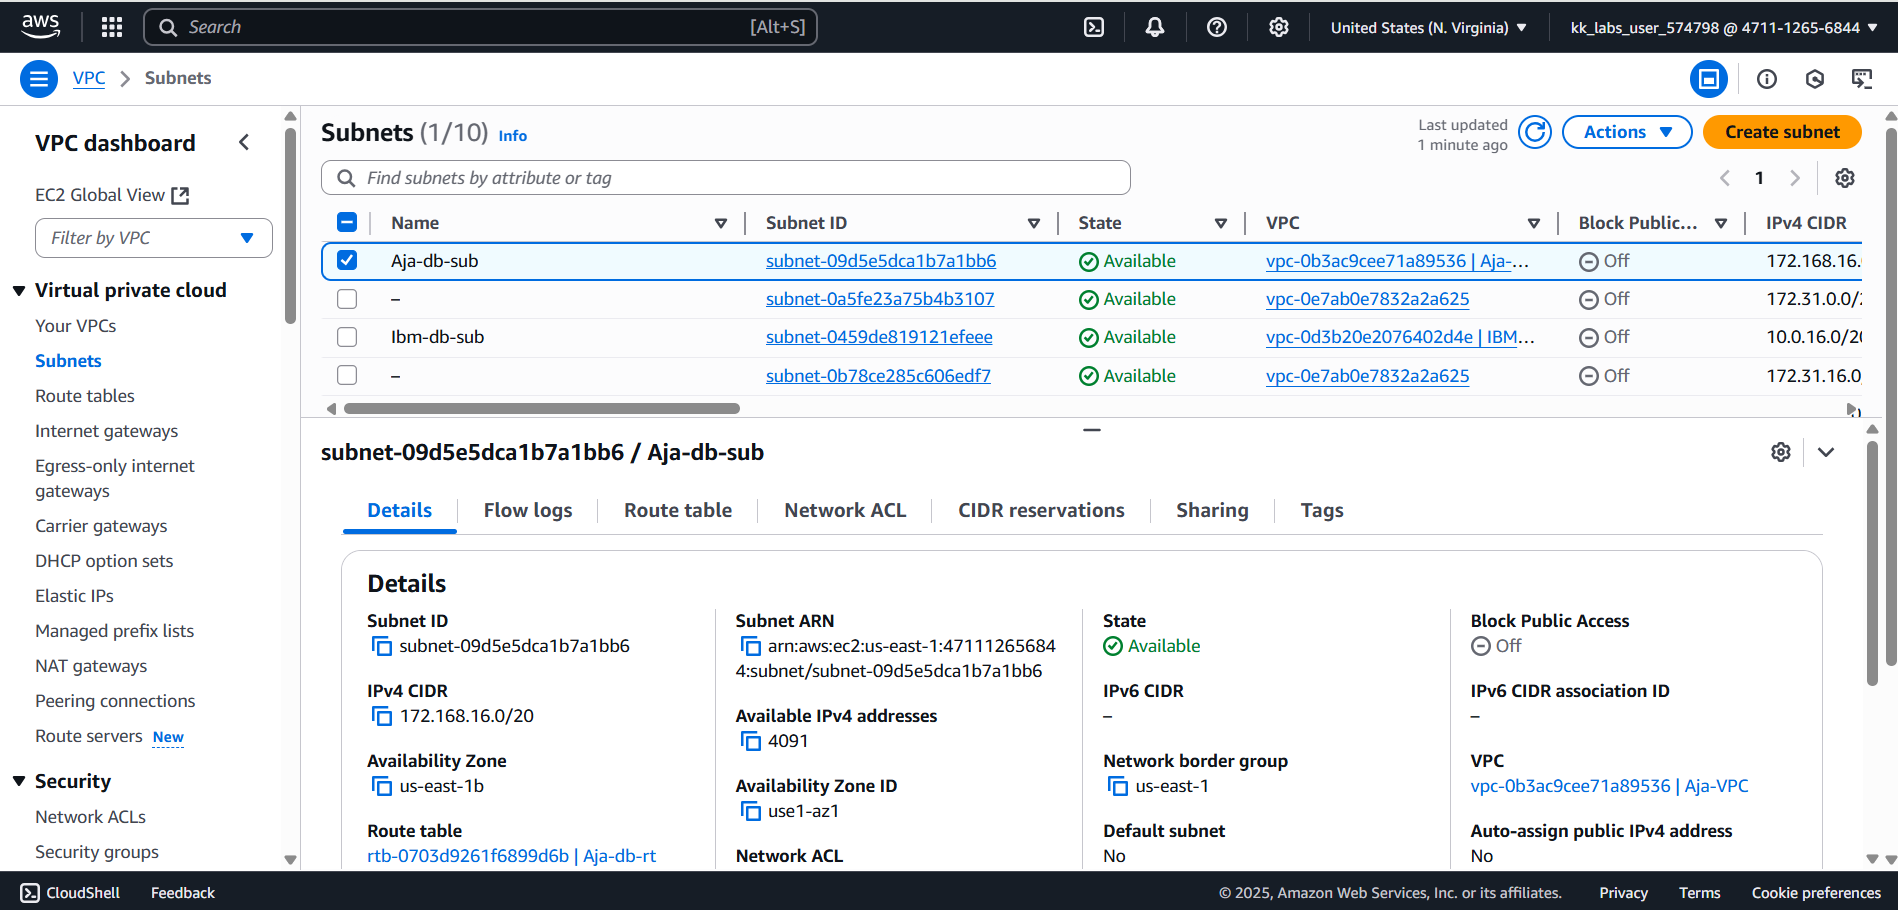 aws
Search
[Alt+S]
United States (N. Virginia)
kk_labs_user_574798 @ 4711-1265-6844
VPC
Subnets
VPC dashboard
EC2 Global View
Filter by VPC
Virtual private cloud
Your VPCs
Subnets
Route tables
Internet gateways
Egress-only internet
gateways
Carrier gateways
DHCP option sets
Elastic IPs
Managed prefix lists
NAT gateways
Peering connections
Route servers New
Security
Network ACLs
Security groups
Subnets (1/10) Info
Last updated
1 minute ago
Actions
Create subnet
Find subnets by attribute or tag
1
Name Subnet ID State VPC Block Public... IPv4 CIDR
Aja-db-sub subnet-09d5e5dca1b7a1bb6 Available vpc-0b3ac9cee71a89536 | Aja-... Off 172.168.16.
– subnet-0a5fe23a75b4b3107 Available vpc-0e7ab0e7832a2a625 Off 172.31.0.0/2
Ibm-db-sub subnet-0459de819121efeee Available vpc-0d3b20e2076402d4e | IBM... Off 10.0.16.0/20
– subnet-0b78ce285c606edf7 Available vpc-0e7ab0e7832a2a625 Off 172.31.16.0
subnet-09d5e5dca1b7a1bb6 / Aja-db-sub
Details Flow logs Route table Network ACL CIDR reservations Sharing Tags
Details
Subnet ID
subnet-09d5e5dca1b7a1bb6
IPv4 CIDR
172.168.16.0/20
Availability Zone
us-east-1b
Route table
rtb-0703d9261f6899d6b | Aja-db-rt
Subnet ARN
arn:aws:ec2:us-east-1:47111265684
4:subnet/subnet-09d5e5dca1b7a1bb6
Available IPv4 addresses
4091
Availability Zone ID
use1-az1
Network ACL
State
Available
IPv6 CIDR
–
Network border group
us-east-1
Default subnet
No
Block Public Access
Off
IPv6 CIDR association ID
–
VPC
vpc-0b3ac9cee71a89536 | Aja-VPC
Auto-assign public IPv4 address
No
CloudShell Feedback
© 2025, Amazon Web Services, Inc. or its affiliates. Privacy Terms Cookie preferences